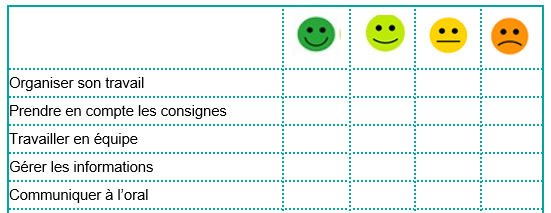 Organiser son travail
Prendre en compte les consignes
Travailler en équipe
Gérer les informations
Communiquer à l’oral